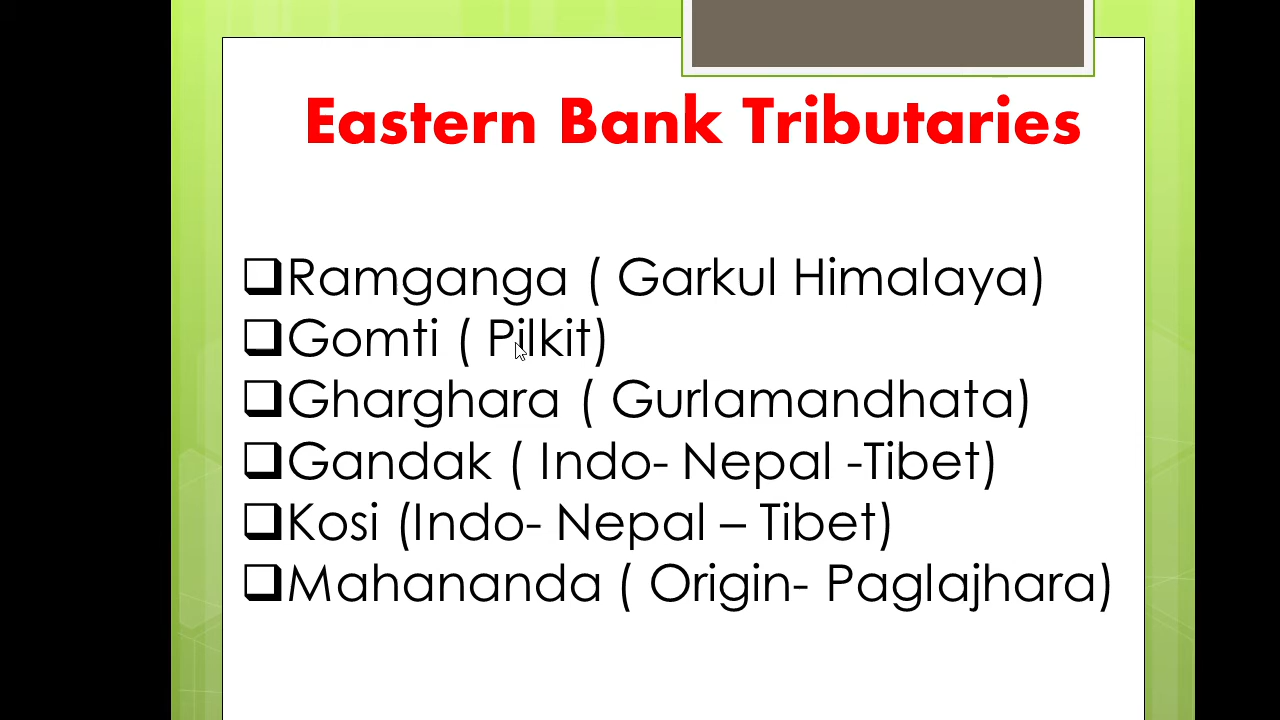 Eastern Bank Tributaries
❑Ramganga ( Garkul Himalaya)
❑Gomti ( Pilkit)
❑Gharghara ( Gurlamandhata)
❑Gandak ( Indo- Nepal -Tibet)
❑Kosi (Indo- Nepal – Tibet)
❑Mahananda ( Origin- Paglajhara)